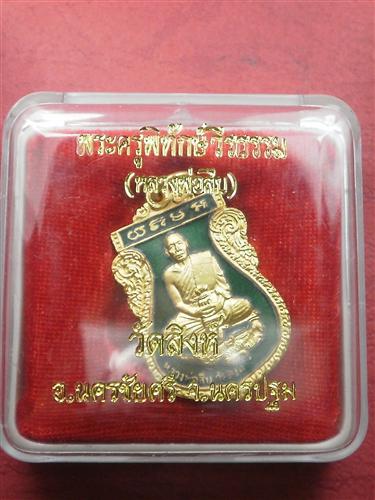 พระครูพิทักษ์วีรธรรม
(หลวงพ่อสืบ)
วัดสิงห์
อ.นครชัยศรี จ.นครปฐม